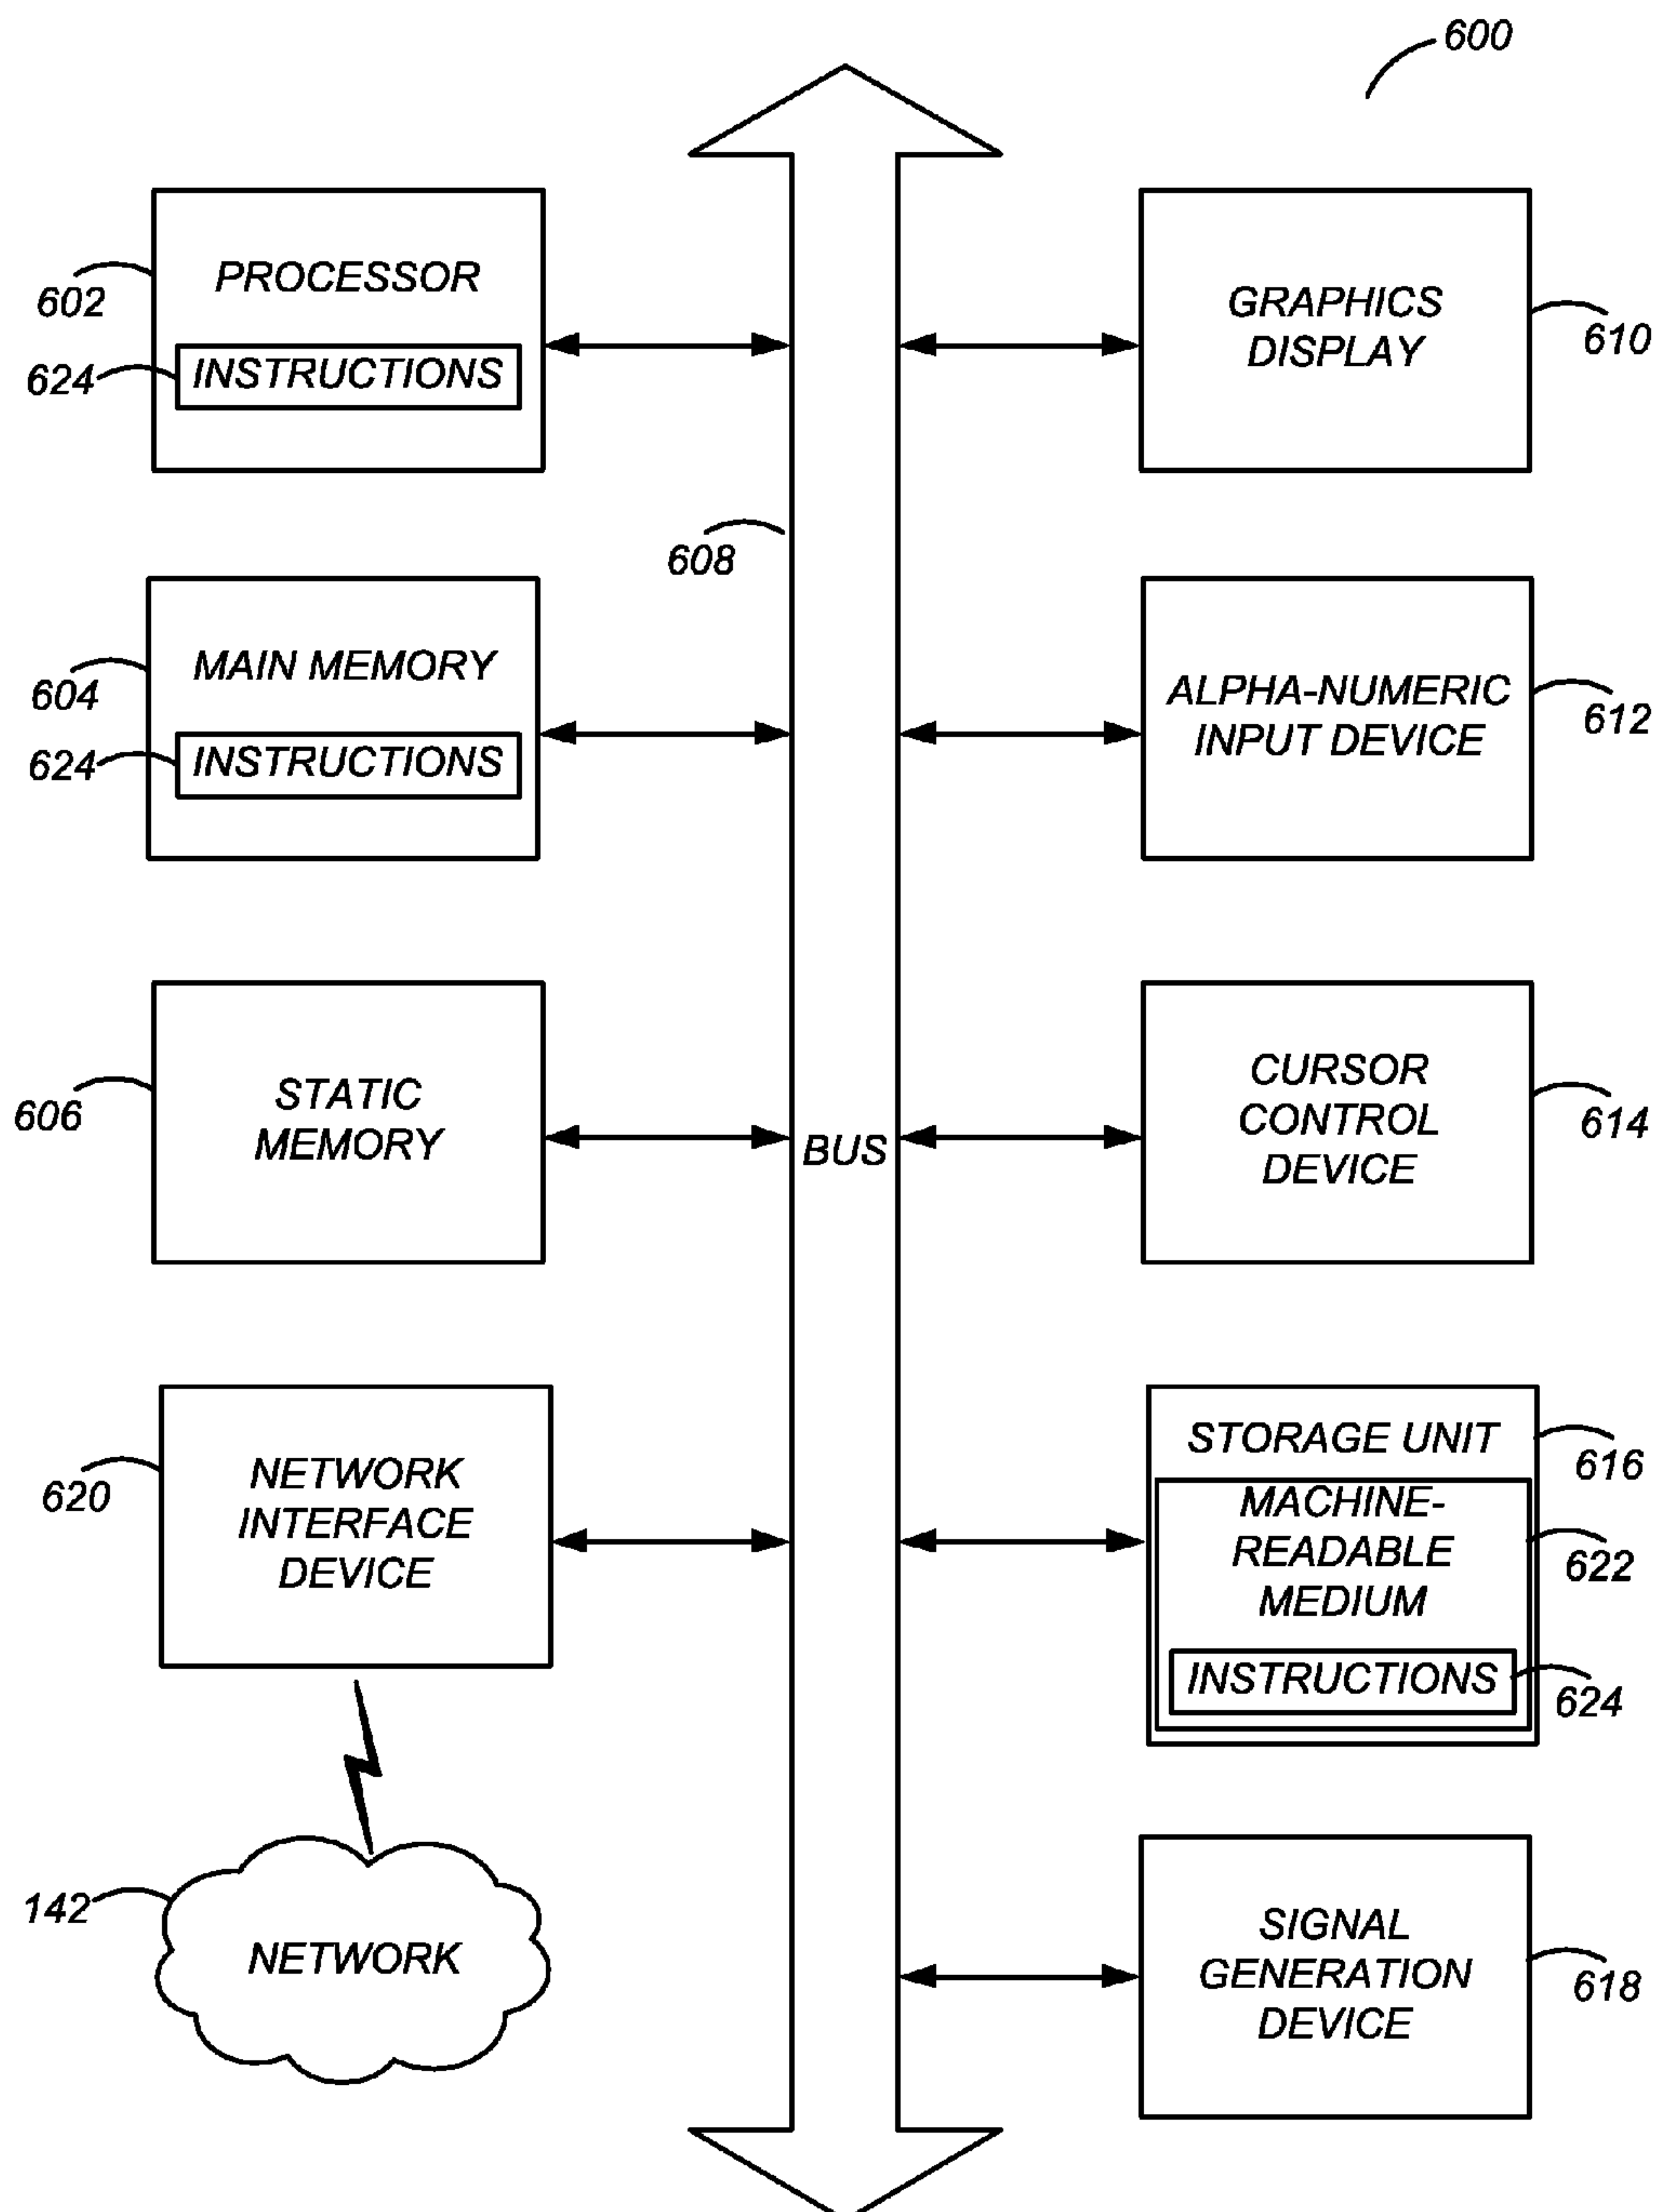 600
PROCESSOR
602
624
INSTRUCTIONS
GRAPHICS
DISPLAY
610
608
MAIN MEMORY
604
624
INSTRUCTIONS
ALPHA-NUMERIC
INPUT DEVICE
612
STATIC
MEMORY
606
BUS
CURSOR
CONTROL
DEVICE
614
NETWORK
INTERFACE
DEVICE
620
STORAGE UNIT
616
MACHINE-
READABLE
MEDIUM
622
INSTRUCTIONS
624
142
NETWORK
SIGNAL
GENERATION
DEVICE
618